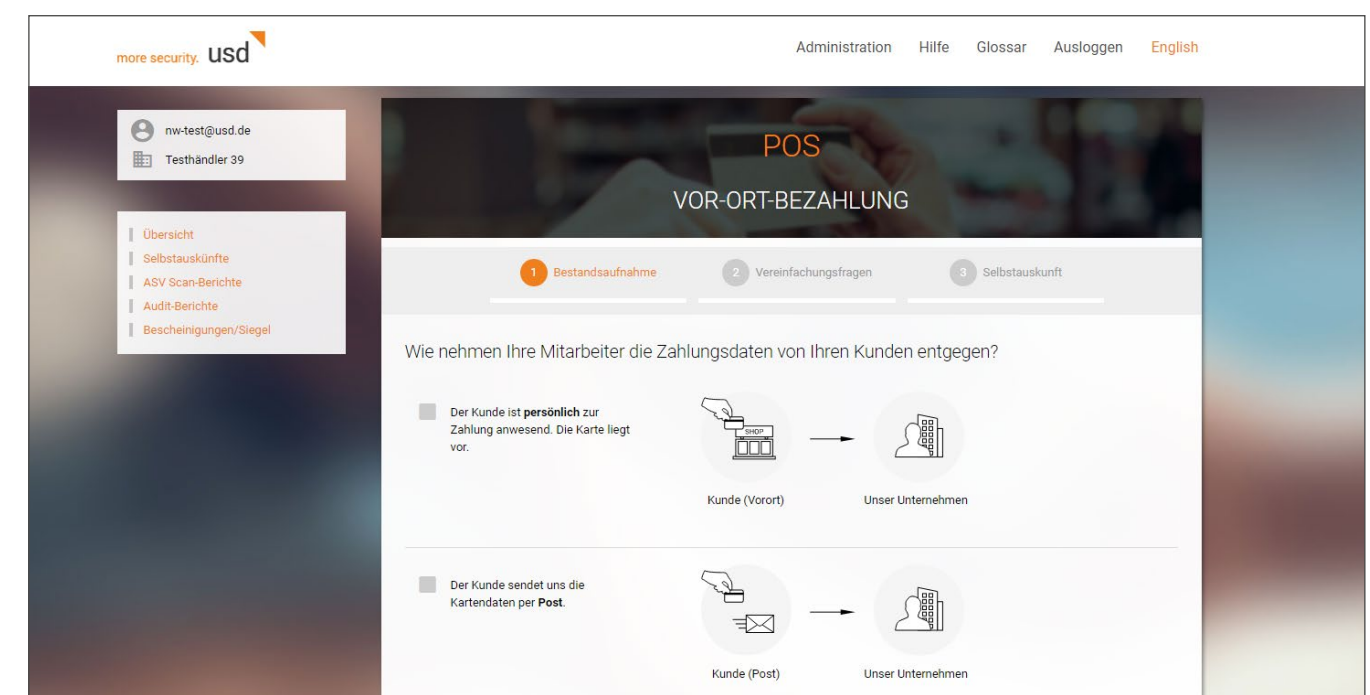 more security. usd
Administration Hilfe Glossar Ausloggen English
nw-test@usd.de
Testhändler 39
Übersicht
Selbstauskünfte
ASV Scan-Berichte
Audit-Berichte
Bescheinigungen/Siegel
POS
VOR-ORT-BEZAHLUNG
1 Bestandsaufnahme 2 Vereinfachungsfragen 3 Selbstauskunft
Wie nehmen Ihre Mitarbeiter die Zahlungsdaten von Ihren Kunden entgegen?
Der Kunde ist persönlich zur
Zahlung anwesend. Die Karte liegt
vor.
SHOP
Kunde (Vorort) Unser Unternehmen
Der Kunde sendet uns die
Kartendaten per Post.
Kunde (Post) Unser Unternehmen